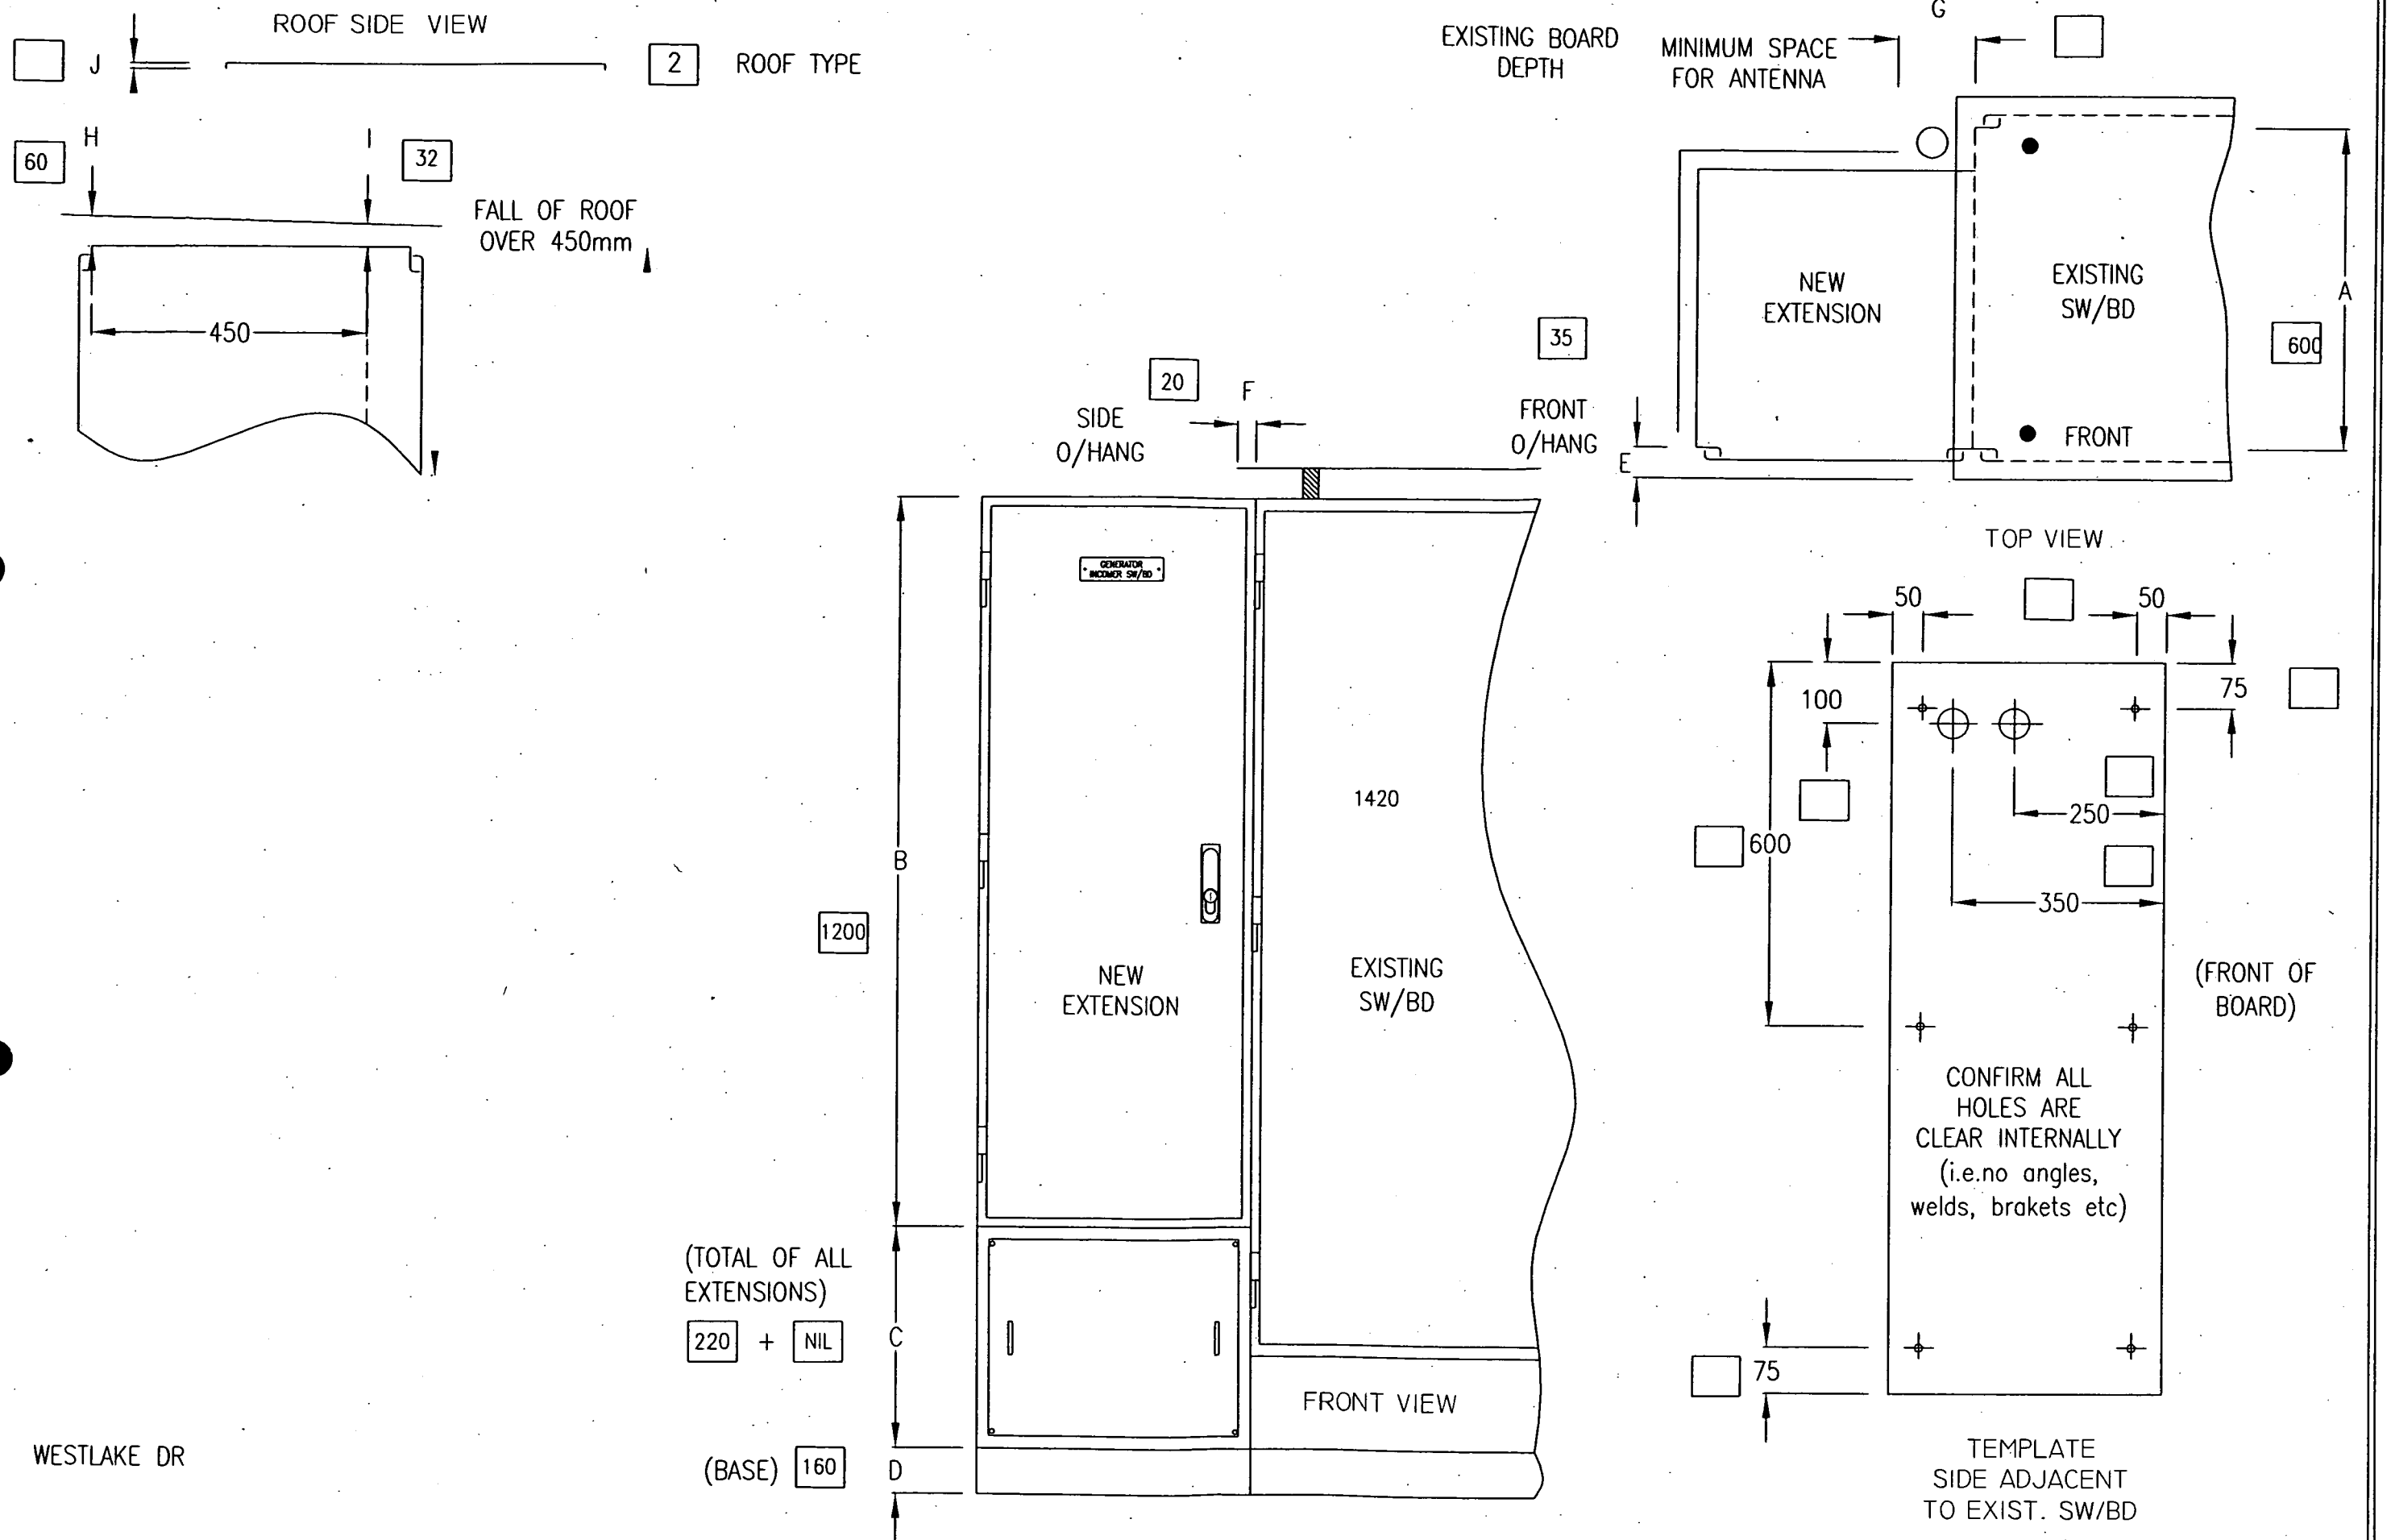 ROOF SIDE VIEW
J
2 ROOF TYPE
H
60
I
32
FALL OF ROOF
OVER 450mm
450
EXISTING BOARD
DEPTH
G
MINIMUM SPACE
FOR ANTENNA
NEW
EXTENSION
EXISTING
SW/BD
A
600
FRONT
TOP VIEW
35
FRONT
O/HANG
E
20
F
SIDE
O/HANG
GENERATOR
INCOMER SW/BD
B
1200
1420
NEW
EXTENSION
EXISTING
SW/BD
(TOTAL OF ALL
EXTENSIONS)
220 + NIL
C
FRONT VIEW
(BASE) 160 D
WESTLAKE DR
50
50
100
75
250
600
350
(FRONT OF
BOARD)
CONFIRM ALL
HOLES ARE
CLEAR INTERNALLY
(i.e.no angles,
welds, brakets etc)
75
TEMPLATE
SIDE ADJACENT
TO EXIST. SW/BD